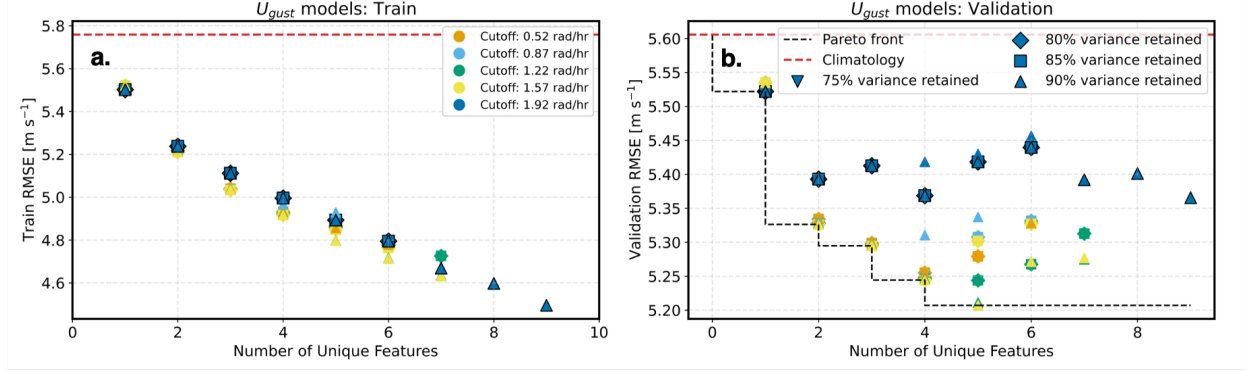 U_gust models: Train
a.
Cutoff: 0.52 rad/hr
Cutoff: 0.87 rad/hr
Cutoff: 1.22 rad/hr
Cutoff: 1.57 rad/hr
Cutoff: 1.92 rad/hr
Train RMSE [m s⁻¹]
5.8
5.6
5.4
5.2
5.0
4.8
4.6
0 2 4 6 8 10
Number of Unique Features
U_gust models: Validation
b.
Pareto front
Climatology
75% variance retained
80% variance retained
85% variance retained
90% variance retained
Validation RMSE [m s⁻¹]
5.60
5.55
5.50
5.45
5.40
5.35
5.30
5.25
5.20
0 2 4 6 8
Number of Unique Features